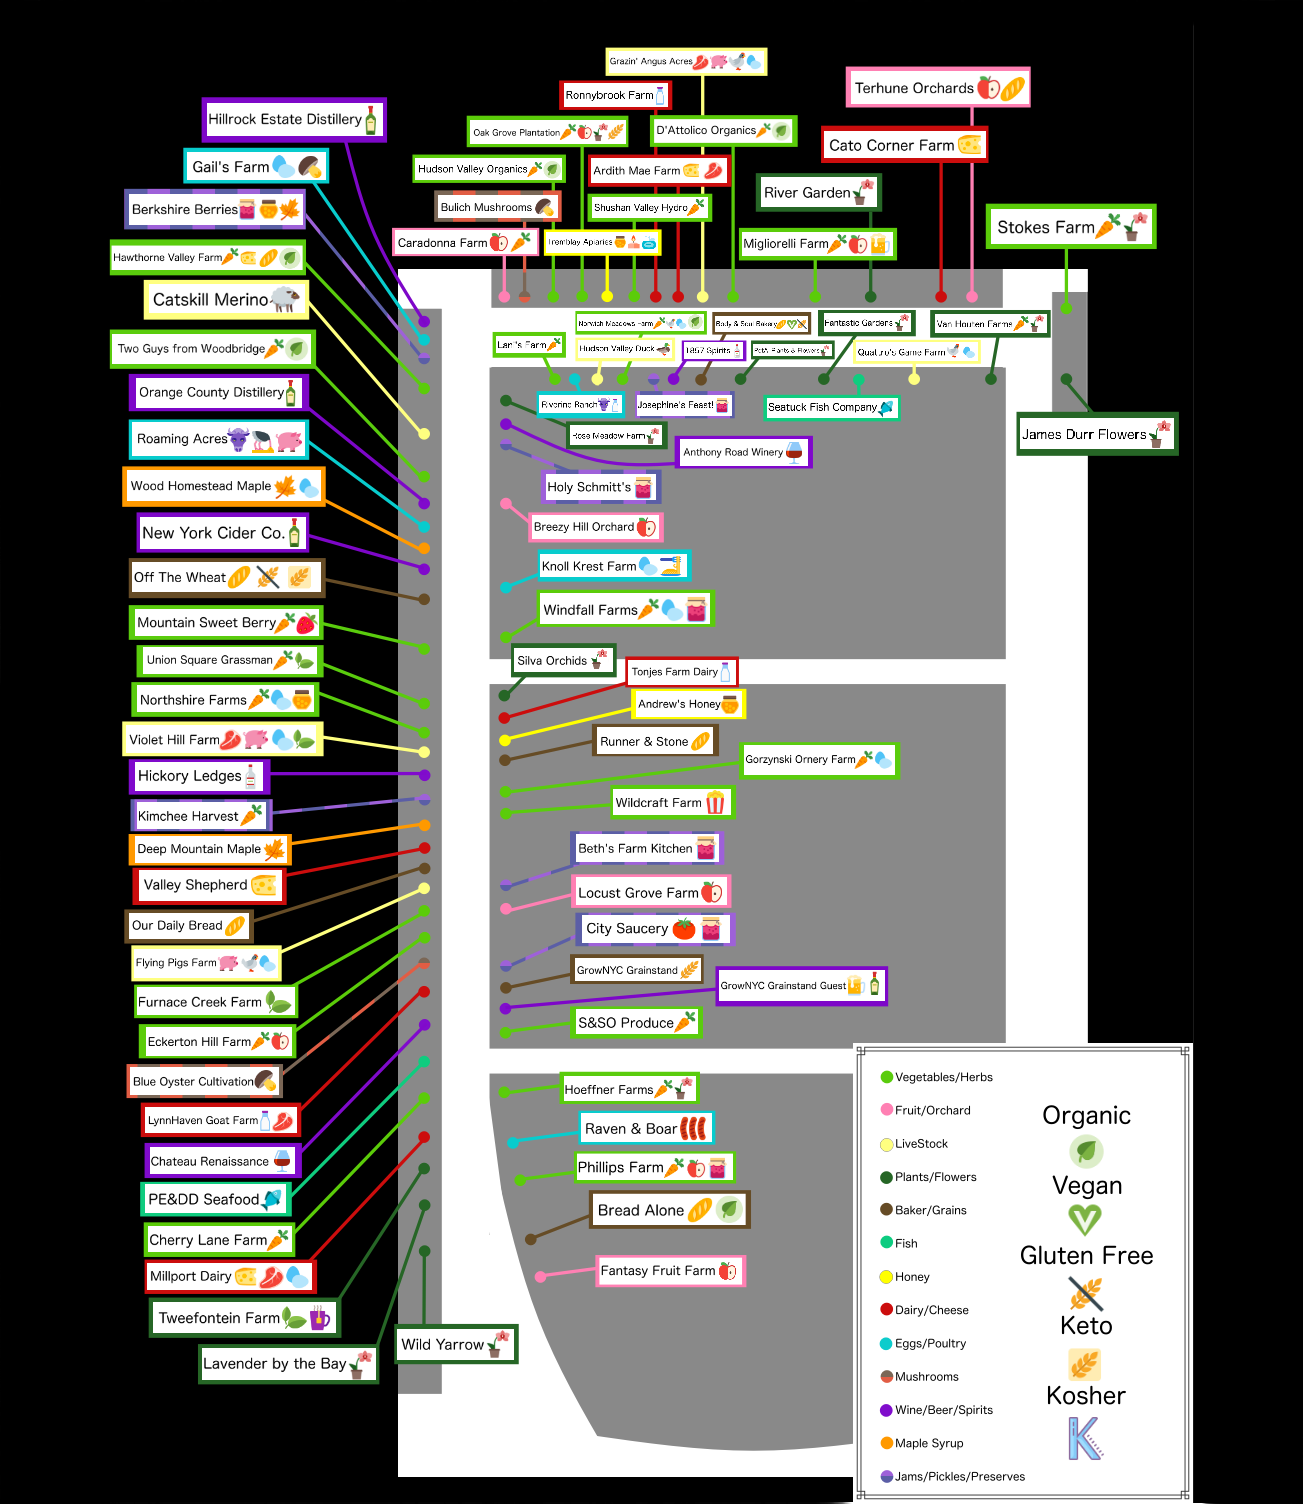 Grazin' Angus Acres
Ronnybrook Farm
Terhune Orchards
Hillrock Estate Distillery
Oak Grove Plantation
D'Attolico Organics
Cato Corner Farm
Gail's Farm
Hudson Valley Organics
Ardith Mae Farm
River Garden
Berkshire Berries
Bulich Mushrooms
Shushan Valley Hydro
Stokes Farm
Caradonna Farm
Tremblay Apiaries
Migliorelli Farm
Hawthorne Valley Farm
Catskill Merino
Two Guys from Woodbridge
Orange County Distillery
Roaming Acres
Wood Homestead Maple
New York Cider Co.
Off The Wheat
Mountain Sweet Berry
Union Square Grassman
Northshire Farms
Violet Hill Farm
Hickory Ledges
Kimchee Harvest
Deep Mountain Maple
Valley Shepherd
Our Daily Bread
Flying Pigs Farm
Furnace Creek Farm
Eckerton Hill Farm
Blue Oyster Cultivation
LynnHaven Goat Farm
Chateau Renaissance
PE&DD Seafood
Cherry Lane Farm
Millport Dairy
Tweefontein Farm
Lavender by the Bay
Wild Yarrow
Norwich Meadows Farm
Body & Soul Bakery
Fantastic Gardens
Van Houten Farms
Lani's Farm
Hudson Valley Duck
1857 Spirits
PetA Plants & Flowers
Quattro's Game Farm
Riverine Ranch
Josephine's Feast!
Seatuck Fish Company
James Durr Flowers
Rose Meadow Farm
Anthony Road Winery
Holy Schmitt's
Breezy Hill Orchard
Knoll Krest Farm
Windfall Farms
Silva Orchids
Tonjes Farm Dairy
Andrew's Honey
Runner & Stone
Gorzynski Ornery Farm
Wildcraft Farm
Beth's Farm Kitchen
Locust Grove Farm
City Saucery
GrowNYC Grainstand
GrowNYC Grainstand Guest
S&SO Produce
Hoeffner Farms
Raven & Boar
Phillips Farm
Bread Alone
Fantasy Fruit Farm
Vegetables/Herbs
Fruit/Orchard
LiveStock
Plants/Flowers
Baker/Grains
Fish
Honey
Dairy/Cheese
Eggs/Poultry
Mushrooms
Wine/Beer/Spirits
Maple Syrup
Jams/Pickles/Preserves
Organic
Vegan
Gluten Free
Keto
Kosher